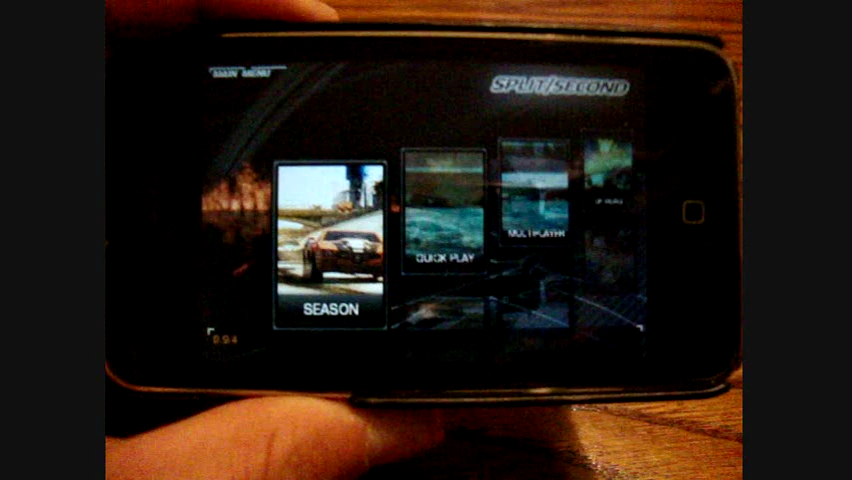 MAIN MENU
SPLIT/SECOND
SEASON
QUICK PLAY
MULTIPLAYER